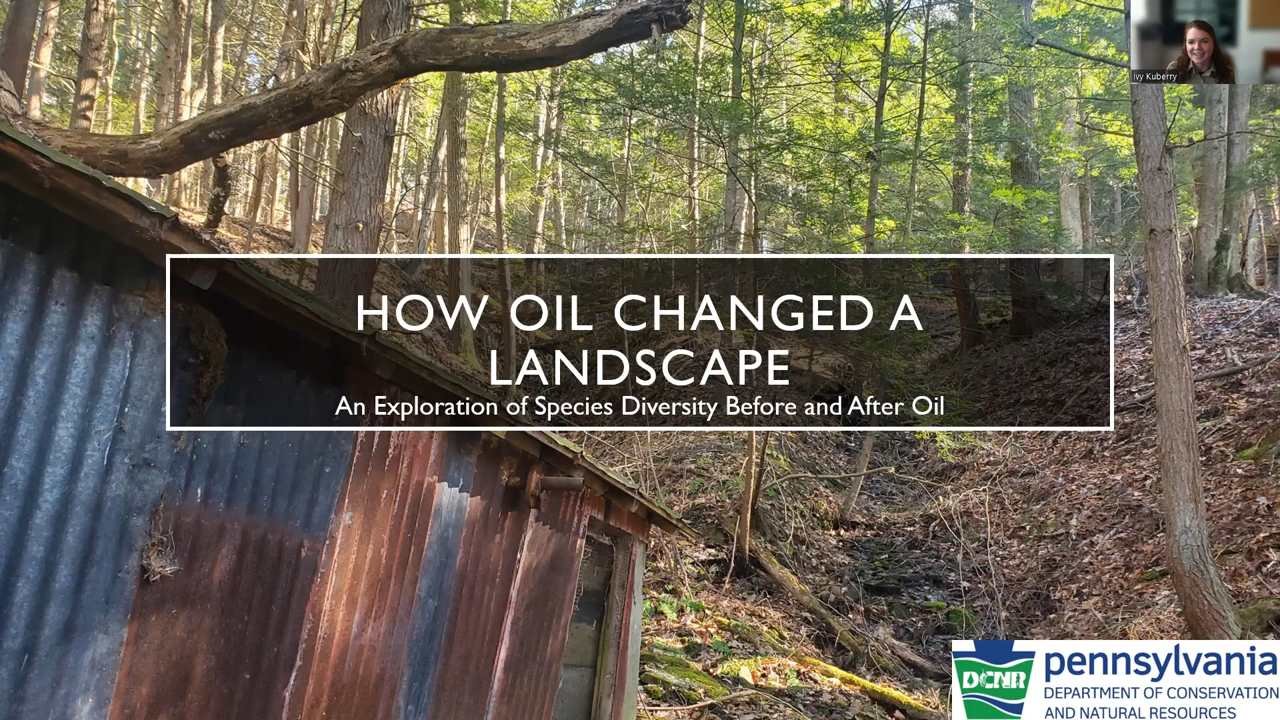 Ivy Kuberry
HOW OIL CHANGED A
LANDSCAPE
An Exploration of Species Diversity Before and After Oil
DCNR
pennsylvania
DEPARTMENT OF CONSERVATION
AND NATURAL RESOURCES